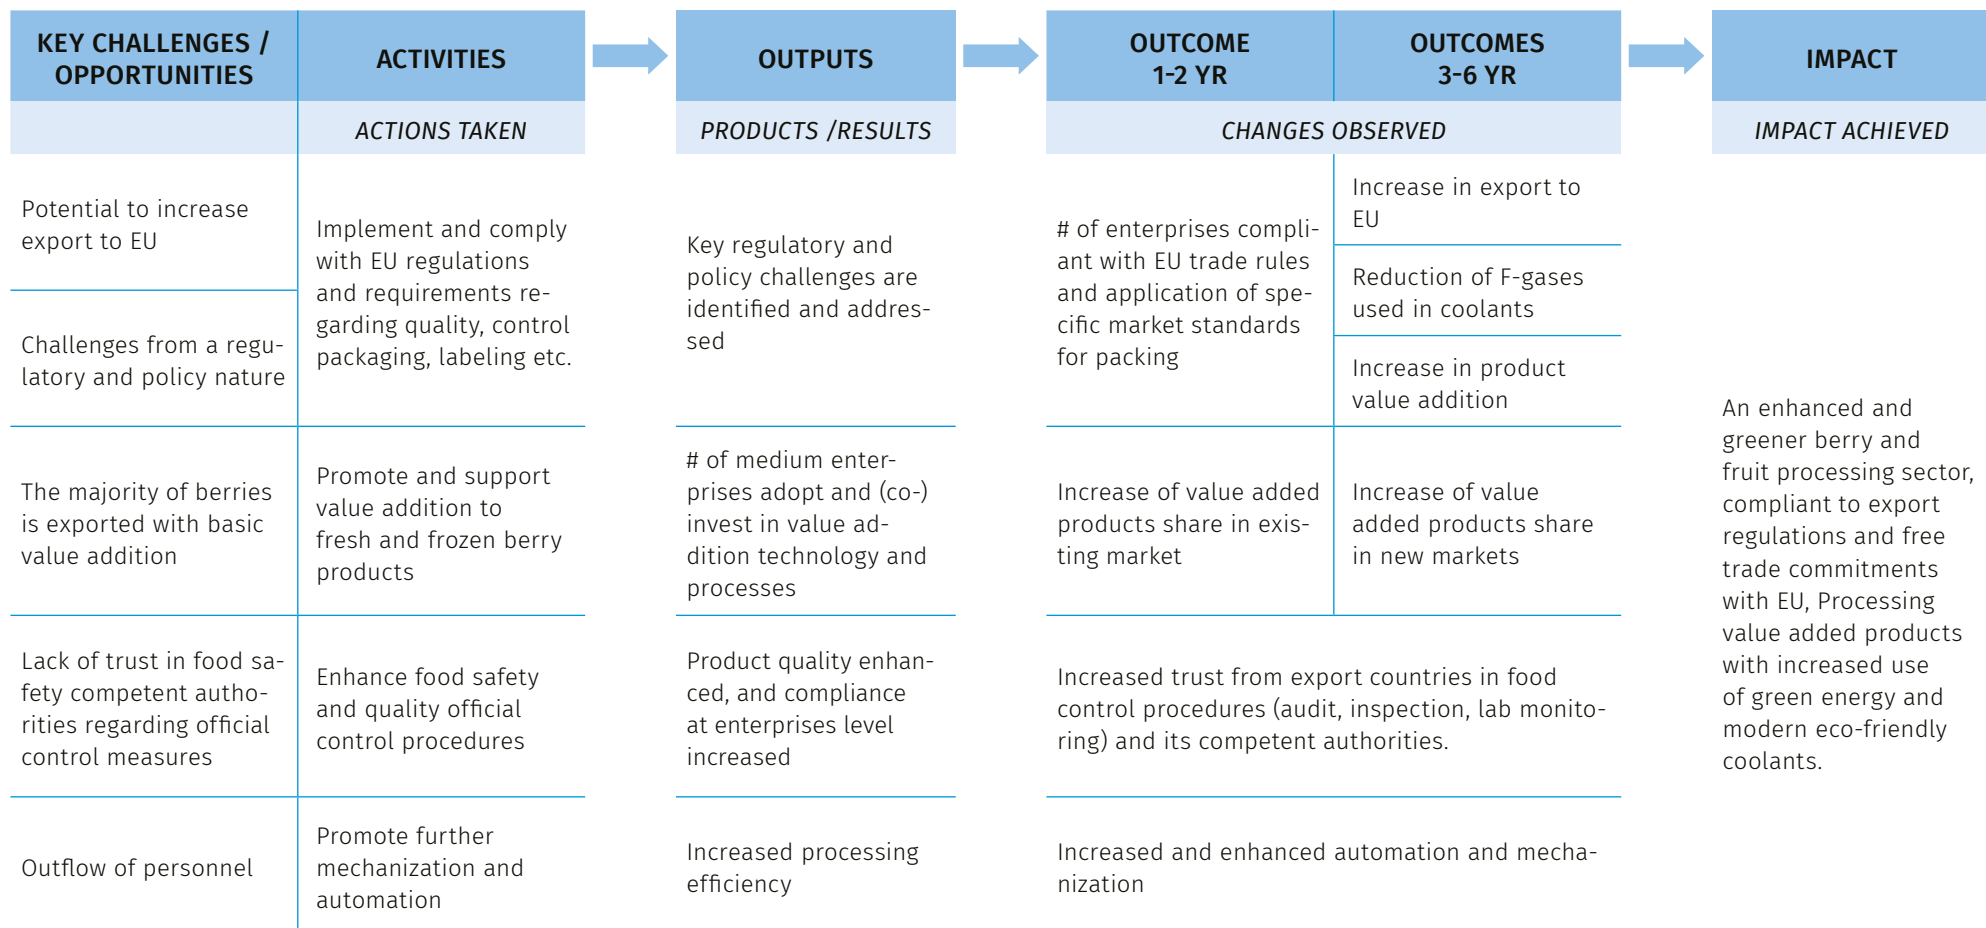 KEY CHALLENGES /
OPPORTUNITIES
ACTIVITIES
OUTPUTS
OUTCOME
1-2 YR
OUTCOMES
3-6 YR
IMPACT
ACTIONS TAKEN
PRODUCTS /RESULTS
CHANGES OBSERVED
IMPACT ACHIEVED
Potential to increase
export to EU
Challenges from a regu-
latory and policy nature
Implement and comply
with EU regulations
and requirements re-
garding quality, control
packaging, labeling etc.
Key regulatory and
policy challenges are
identified and addres-
sed
# of enterprises compli-
ant with EU trade rules
and application of spe-
cific market standards
for packing
Increase in export to
EU
Reduction of F-gases
used in coolants
Increase in product
value addition
The majority of berries
is exported with basic
value addition
Promote and support
value addition to
fresh and frozen berry
products
# of medium enter-
prises adopt and (co-)
invest in value ad-
dition technology and
processes
Increase of value added
products share in exis-
ting market
Increase of value
added products share
in new markets
Lack of trust in food sa-
fety competent autho-
rities regarding official
control measures
Enhance food safety
and quality official
control procedures
Product quality enhan-
ced, and compliance
at enterprises level
increased
Increased trust from export countries in food
control procedures (audit, inspection, lab monito-
ring) and its competent authorities.
Outflow of personnel
Promote further
mechanization and
automation
Increased processing
efficiency
Increased and enhanced automation and mecha-
nization
An enhanced and
greener berry and
fruit processing sector,
compliant to export
regulations and free
trade commitments
with EU, Processing
value added products
with increased use
of green energy and
modern eco-friendly
coolants.